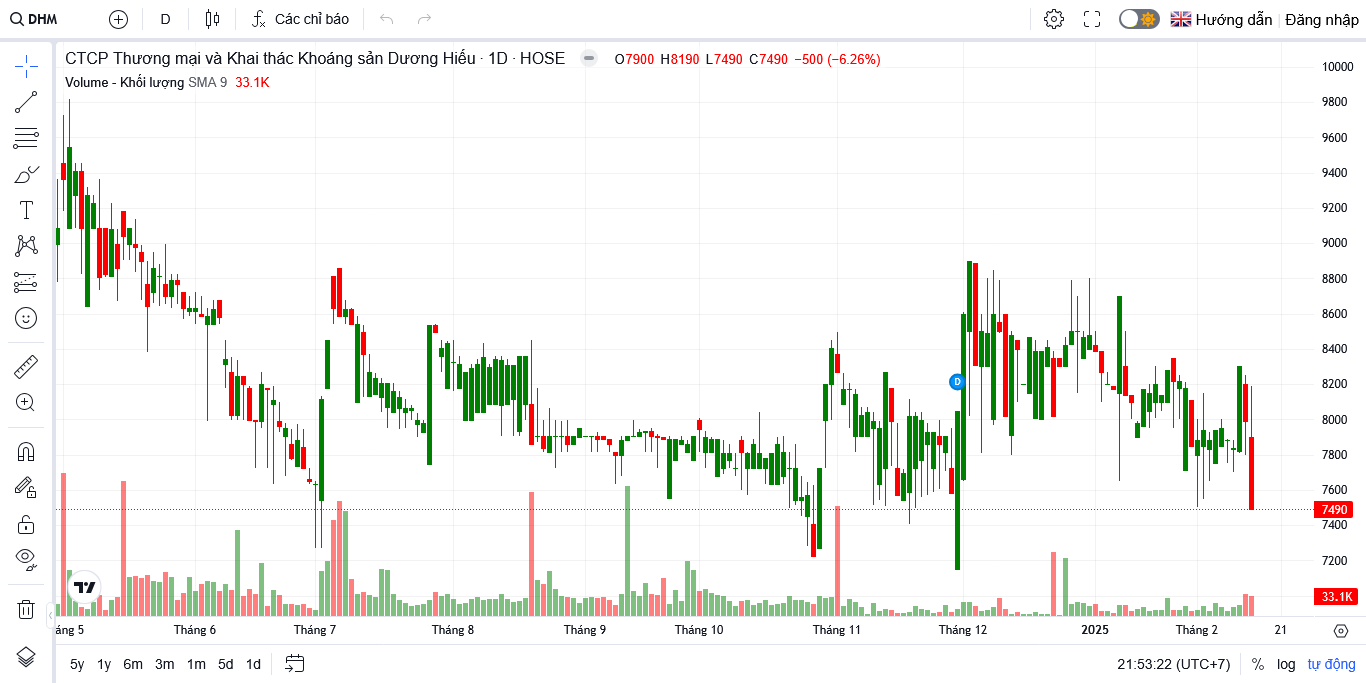 DHM D Các chỉ báo Hướng dẫn Đăng nhập
CTCP Thương mại và Khai thác Khoáng sản Dương Hiếu · 1D · HOSE O7900 H8190 L7490 C7490 −500 (−6.26%)
Volume - Khối lượng SMA 9 33.1K
10000
9800
9600
9400
9200
9000
8800
8600
8400
8200
D
8000
7800
7600
7490
7400
7200
33.1K
áng 5 Tháng 6 Tháng 7 Tháng 8 Tháng 9 Tháng 10 Tháng 11 Tháng 12 2025 Tháng 2 21
5y 1y 6m 3m 1m 5d 1d 21:53:22 (UTC+7) % log tự động